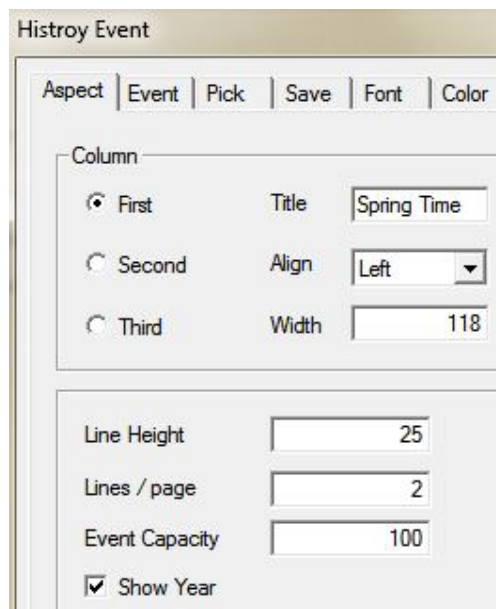 Histroy Event
Aspect Event Pick Save Font Color
Column
First Title Spring Time
Second Align Left
Third Width 118
Line Height 25
Lines / page 2
Event Capacity 100
Show Year